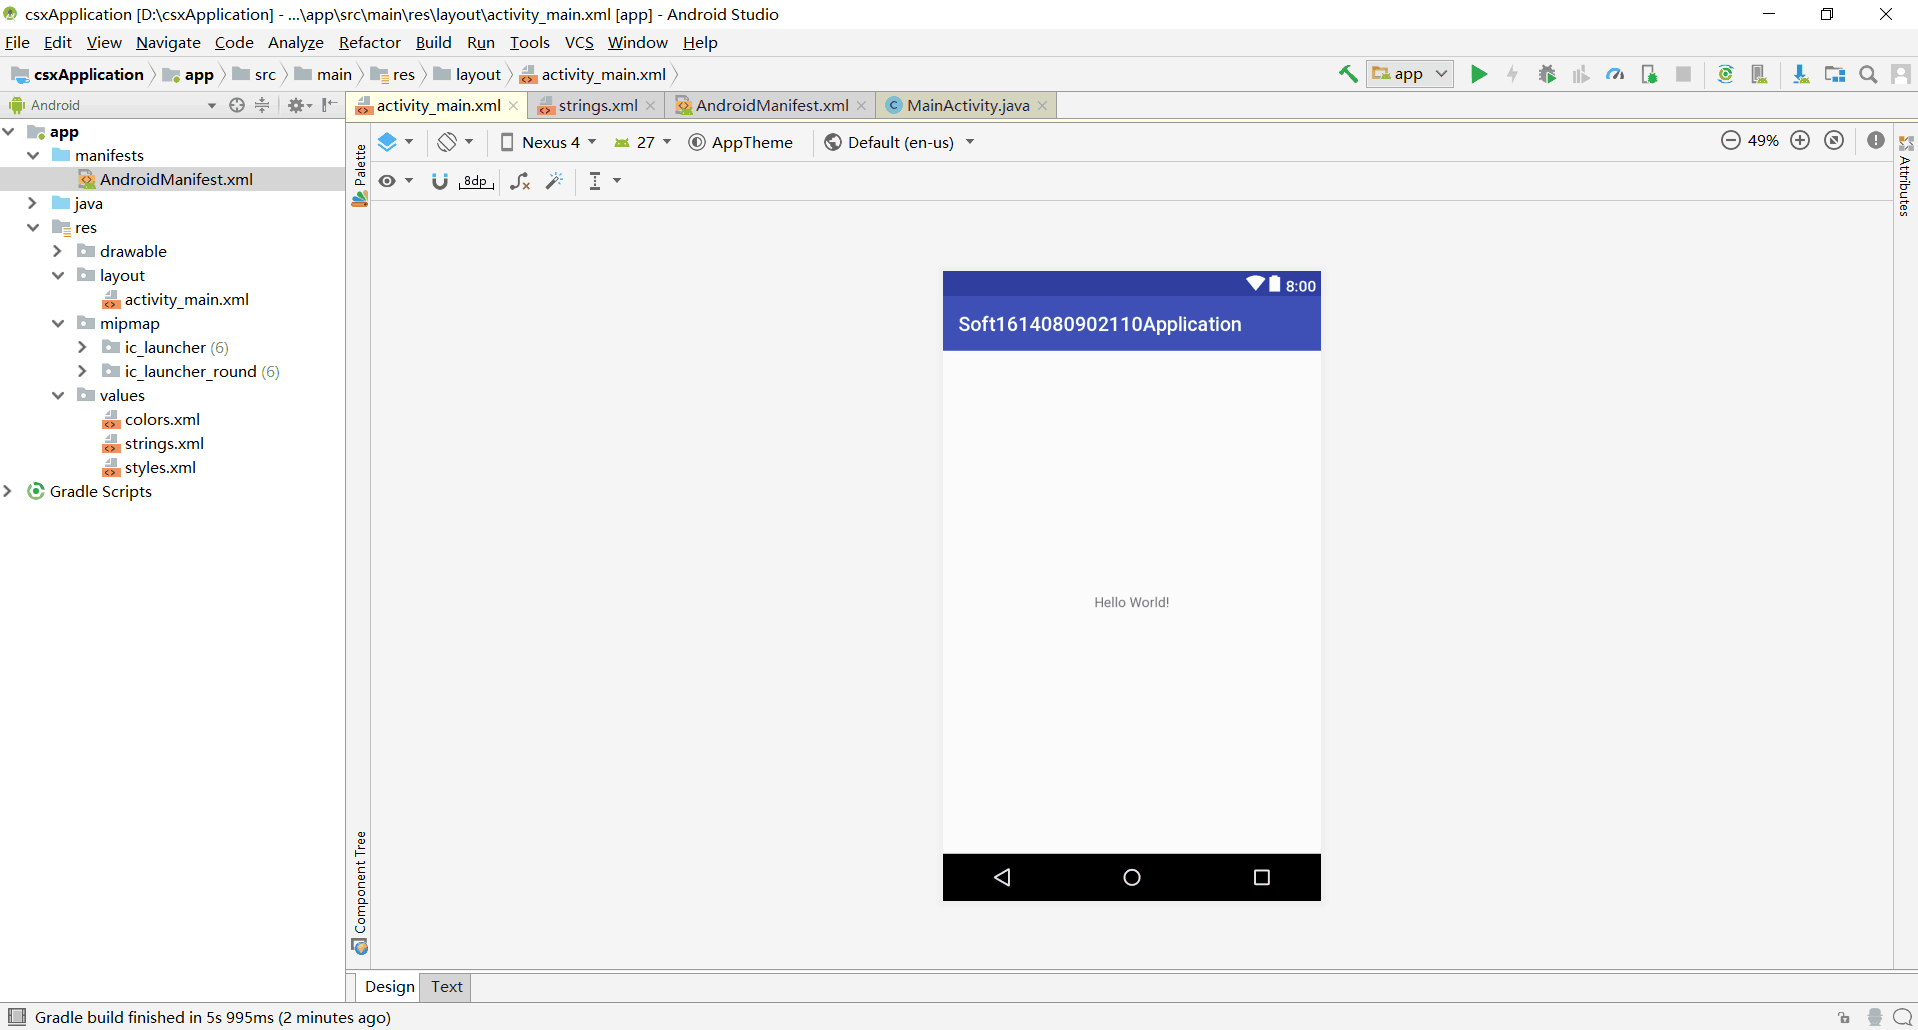 csxApplication [D:\csxApplication] - ...\app\src\main\res\layout\activity_main.xml [app] - Android Studio
File Edit View Navigate Code Analyze Refactor Build Run Tools VCS Window Help
csxApplication app src main res layout activity_main.xml
app
Android
activity_main.xml strings.xml AndroidManifest.xml MainActivity.java
app
manifests
AndroidManifest.xml
java
res
drawable
layout
activity_main.xml
mipmap
ic_launcher (6)
ic_launcher_round (6)
values
colors.xml
strings.xml
styles.xml
Gradle Scripts
Palette
Nexus 4 27 AppTheme Default (en-us) 49%
8dp
Attributes
8:00
Soft1614080902110Application
Hello World!
Component Tree
Design Text
Gradle build finished in 5s 995ms (2 minutes ago)